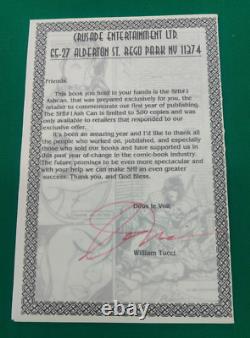 CRUSADE ENTERTAINMENT LTD.
65-27 ALDERTON ST. REGO PARK NY 11374
Friends,
This book you hold in your hands is the SHI#1
Ashcan, that was prepared exclusively for you, the
retailer to commemorate our first year of publishing.
The SHI#1 Ash Can is limited to 500 copies and was
only available to retailers that responded to our
exclusive offer.
It's been an amazing year and I'd like to thank all
the people who worked on, published, and especially
those who sold our books and have supported us in
this past year of change in the comic-book industry.
The future promises to be even more spectacular and
with your help we can make SHI an even greater
success. Thank you, and God Bless.
Deus le Volt,
William Tucci